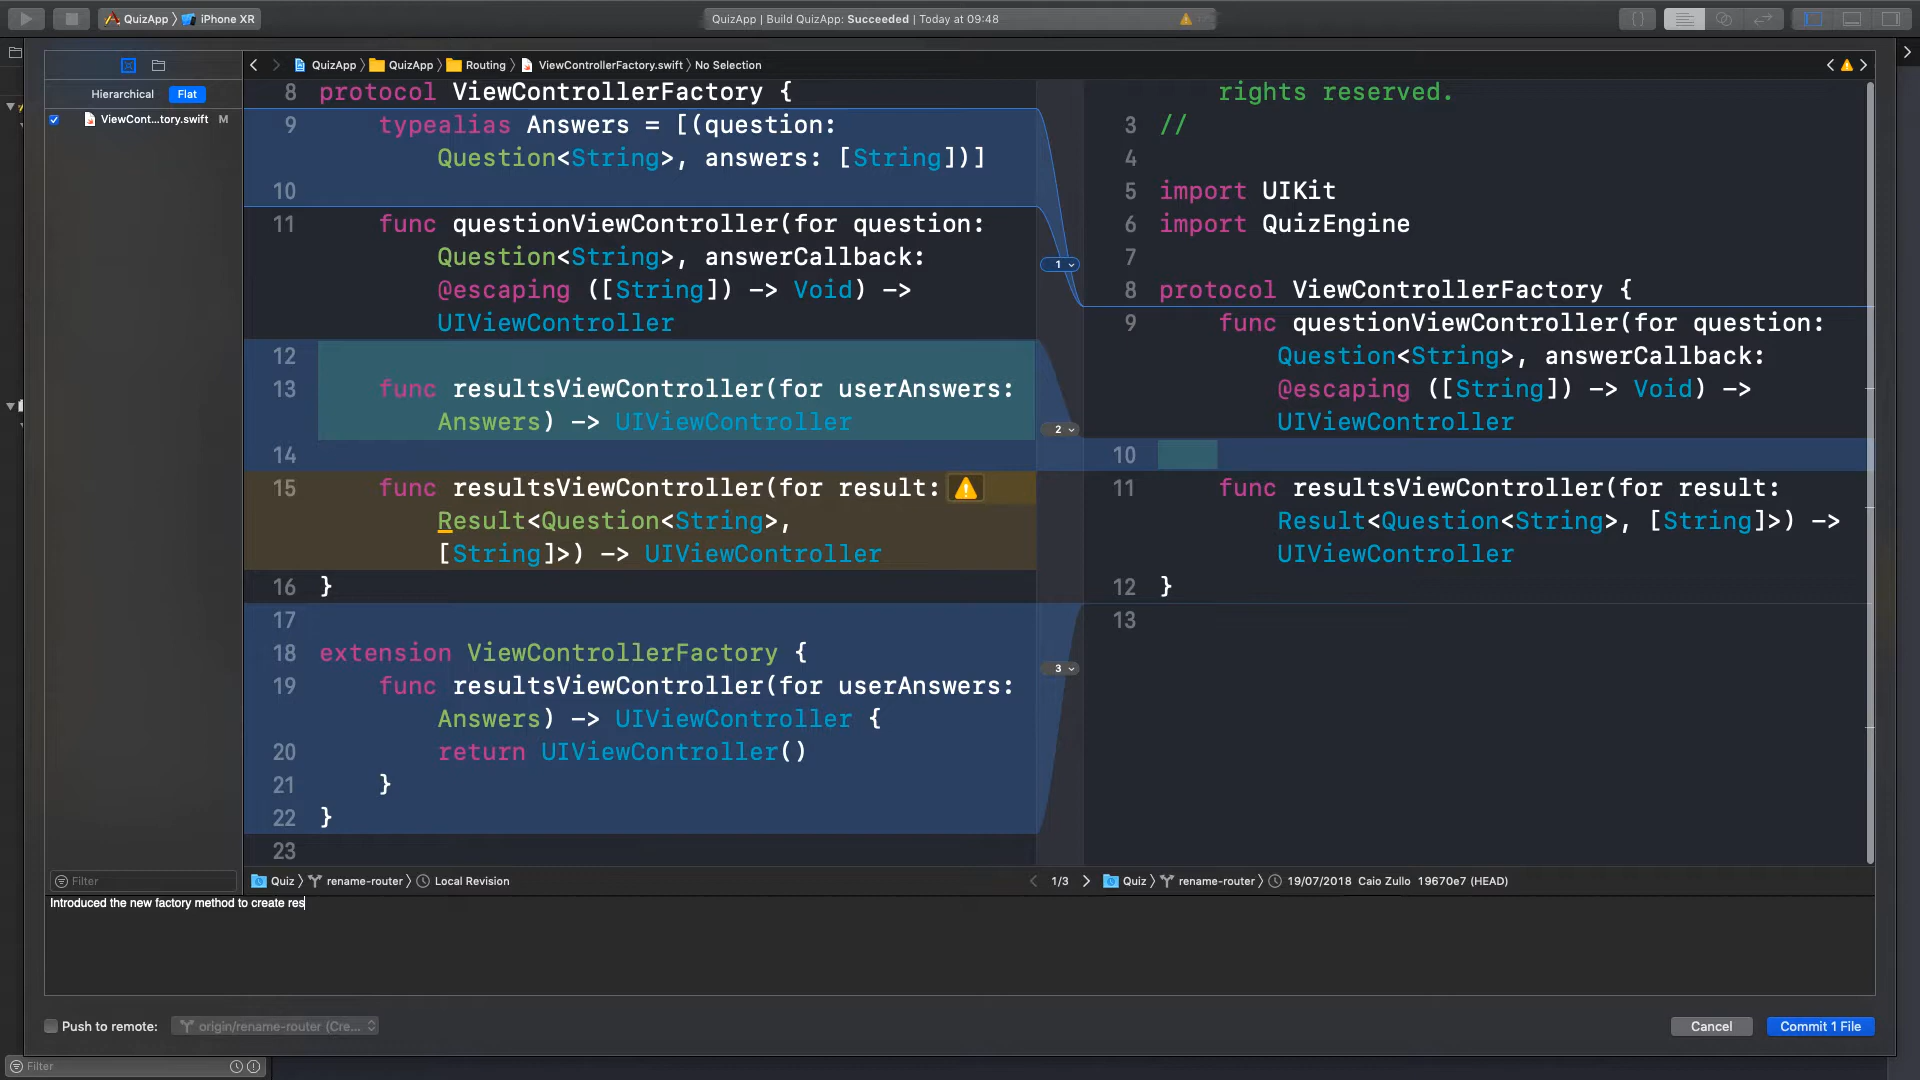 QuizApp iPhone XR
QuizApp | Build QuizApp: Succeeded | Today at 09:48
QuizApp QuizApp Routing ViewControllerFactory.swift No Selection
Hierarchical Flat
ViewCont...tory.swift M
8 protocol ViewControllerFactory {
9 typealias Answers = [(question:
Question<String>, answers: [String])]
10
11 func questionViewController(for question:
Question<String>, answerCallback:
@escaping ([String]) -> Void) ->
UIViewController
12
13 func resultsViewController(for userAnswers:
Answers) -> UIViewController
14
15 func resultsViewController(for result:
Result<Question<String>,
[String]>) -> UIViewController
16 }
17
18 extension ViewControllerFactory {
19 func resultsViewController(for userAnswers:
Answers) -> UIViewController {
20 return UIViewController()
21 }
22 }
23
1
2
3
rights reserved.
3 //
4
5 import UIKit
6 import QuizEngine
7
8 protocol ViewControllerFactory {
9 func questionViewController(for question:
Question<String>, answerCallback:
@escaping ([String]) -> Void) ->
UIViewController
10
11 func resultsViewController(for result:
Result<Question<String>, [String]>) ->
UIViewController
12 }
13
Filter
Quiz rename-router Local Revision
1/3
Quiz rename-router 19/07/2018 Caio Zullo 19670e7 (HEAD)
Introduced the new factory method to create res
Push to remote: origin/rename-router (Cre...
Cancel Commit 1 File
Filter